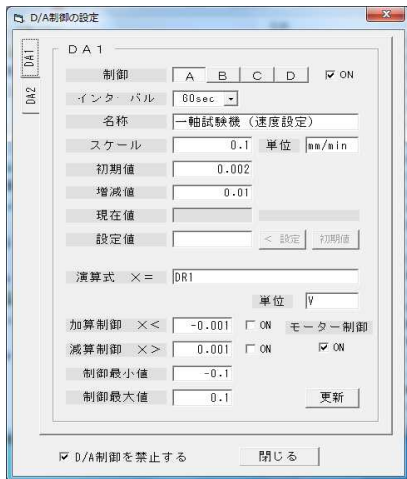 D/A制御の設定
DA1
DA2
DA1
制御 A B C D ON
インターバル 60sec
名称 一軸試験機（速度設定）
スケール 0.1 単位 mm/min
初期値 0.002
増減値 0.01
現在値
設定値 < 設定 初期値
演算式 X= DR1
単位 V
加算制御 X< -0.001 ON モーター制御
減算制御 X> 0.001 ON ON
制御最小値 -0.1
制御最大値 0.1 更新
D/A制御を禁止する 閉じる